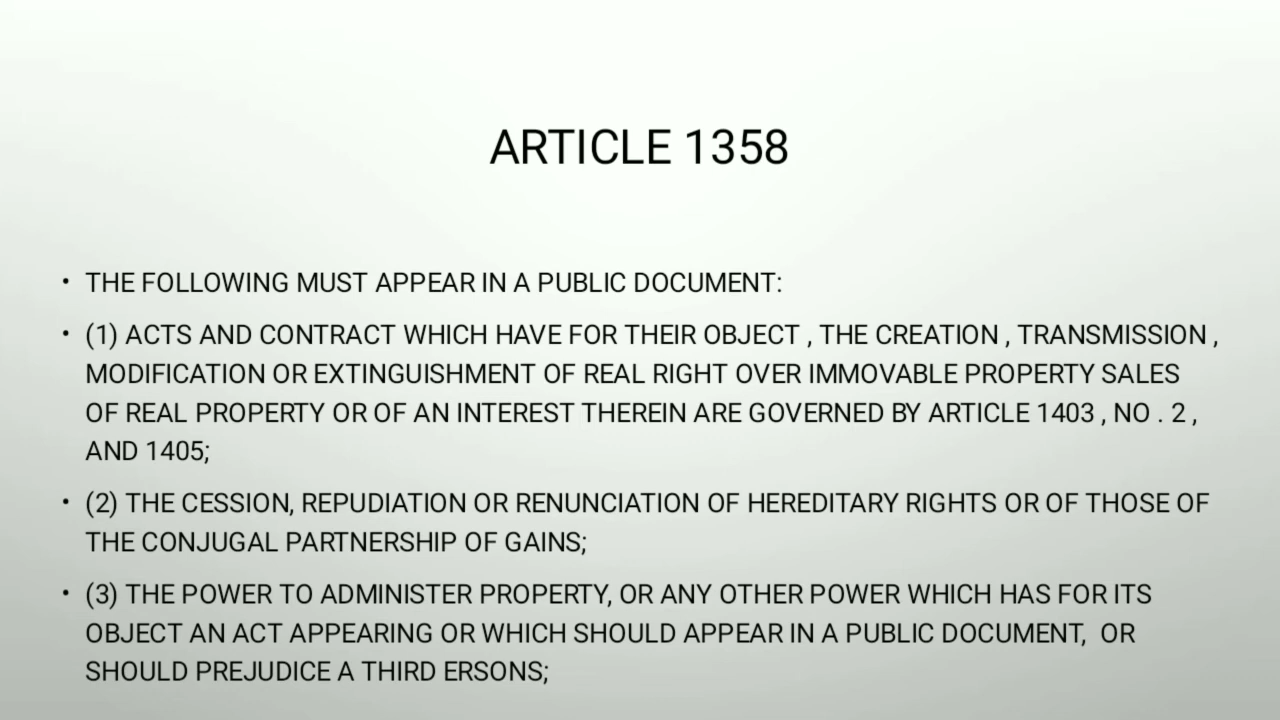 ARTICLE 1358
• THE FOLLOWING MUST APPEAR IN A PUBLIC DOCUMENT:
• (1) ACTS AND CONTRACT WHICH HAVE FOR THEIR OBJECT , THE CREATION , TRANSMISSION ,
MODIFICATION OR EXTINGUISHMENT OF REAL RIGHT OVER IMMOVABLE PROPERTY SALES
OF REAL PROPERTY OR OF AN INTEREST THEREIN ARE GOVERNED BY ARTICLE 1403 , NO . 2 ,
AND 1405;
• (2) THE CESSION, REPUDIATION OR RENUNCIATION OF HEREDITARY RIGHTS OR OF THOSE OF
THE CONJUGAL PARTNERSHIP OF GAINS;
• (3) THE POWER TO ADMINISTER PROPERTY, OR ANY OTHER POWER WHICH HAS FOR ITS
OBJECT AN ACT APPEARING OR WHICH SHOULD APPEAR IN A PUBLIC DOCUMENT, OR
SHOULD PREJUDICE A THIRD ERSONS;